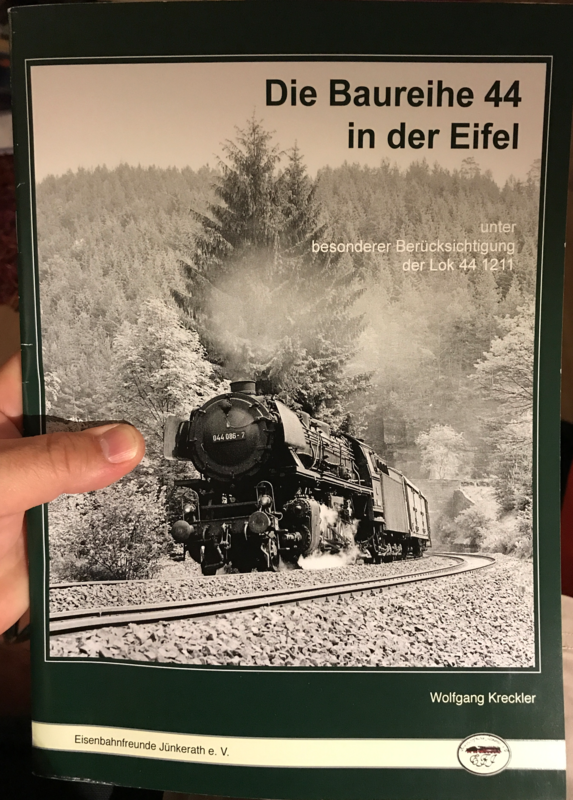 Die Baureihe 44
in der Eifel
unter
besonderer Berücksichtigung
der Lok 44 1211
044 086-7
Wolfgang Kreckler
Eisenbahnfreunde Jünkerath e. V.